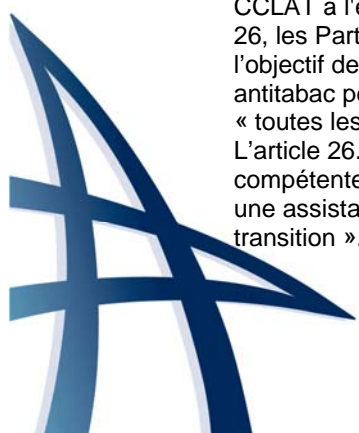 CCLAT à l'é
26, les Part
l’objectif de
antitabac po
« toutes les
L’article 26.
compétente
une assista
transition ».